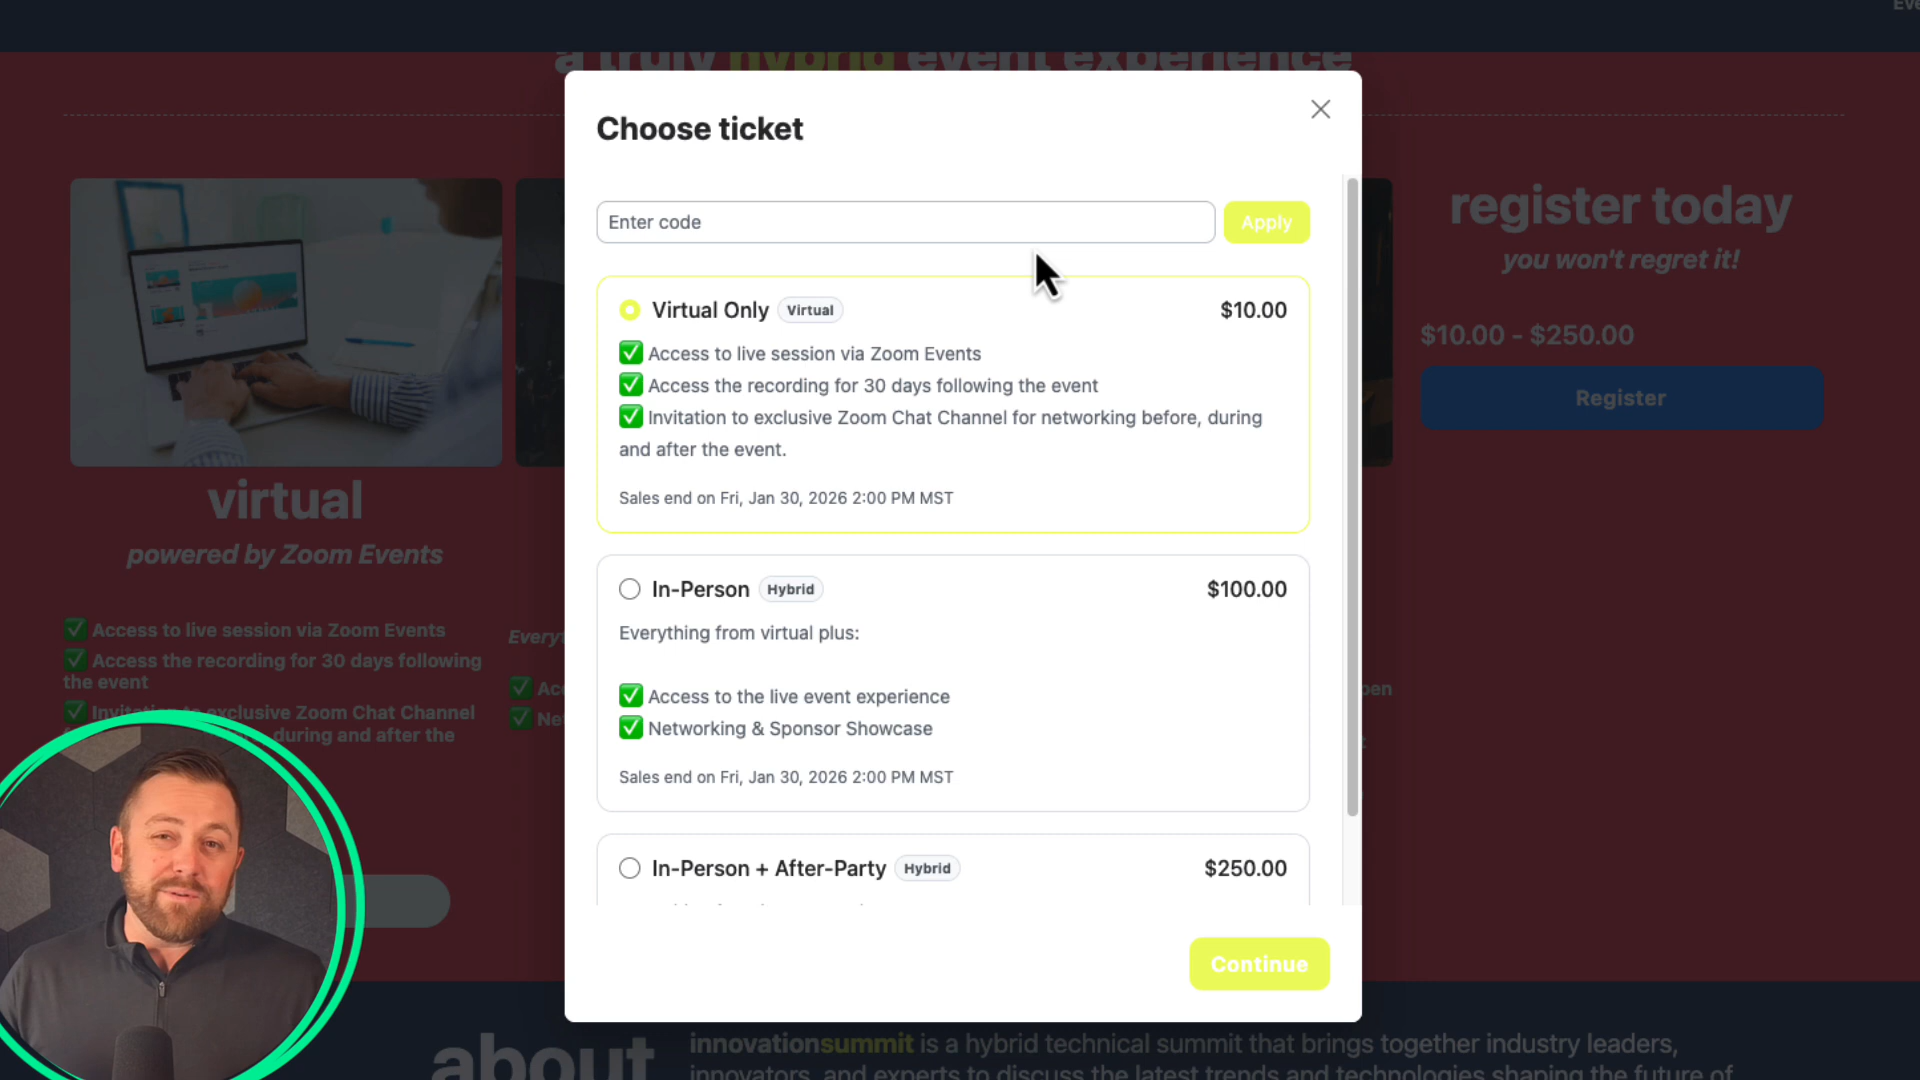 Eve
a truly hybrid event experience
Choose ticket
Enter code
Apply
Virtual Only Virtual $10.00
✅ Access to live session via Zoom Events
✅ Access the recording for 30 days following the event
✅ Invitation to exclusive Zoom Chat Channel for networking before, during
and after the event.
Sales end on Fri, Jan 30, 2026 2:00 PM MST
In-Person Hybrid $100.00
Everything from virtual plus:
✅ Access to the live event experience
✅ Networking & Sponsor Showcase
Sales end on Fri, Jan 30, 2026 2:00 PM MST
In-Person + After-Party Hybrid $250.00
Continue
register today
you won't regret it!
$10.00 - $250.00
Register
virtual
powered by Zoom Events
✅ Access to live session via Zoom Events
✅ Access the recording for 30 days following
the event
✅ Invitation to exclusive Zoom Chat Channel
during and after the
Every
✅ Acc
✅ Ne
pen
about
innovationsummit is a hybrid technical summit that brings together industry leaders,
innovators, and experts to discuss the latest trends and technologies shaping the future of